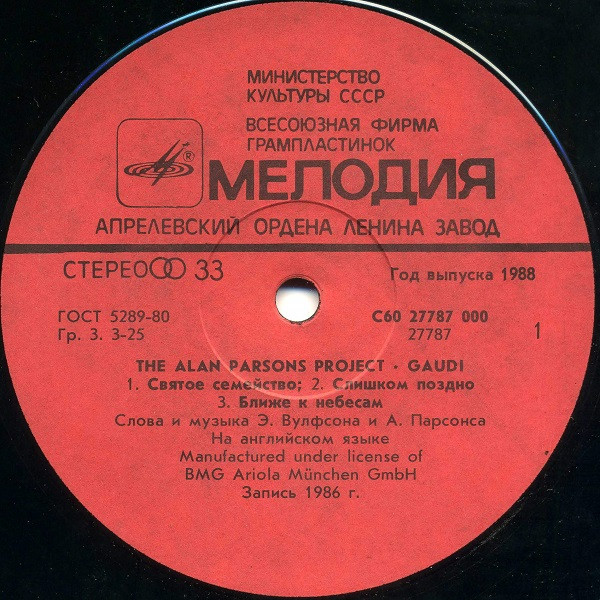 МИНИСТЕРСТВО
КУЛЬТУРЫ СССР
ВСЕСОЮЗНАЯ ФИРМА
ГРАМПЛАСТИНОК
®
МЕЛОДИЯ
АПРЕЛЕВСКИЙ ОРДЕНА ЛЕНИНА ЗАВОД
СТЕРЕО 33
Год выпуска 1988
ГОСТ 5289-80
Гр. 3. 3-25
С60 27787 000
27787
1
THE ALAN PARSONS PROJECT · GAUDI
1. Святое семейство; 2. Слишком поздно
3. Ближе к небесам
Слова и музыка Э. Вулфсона и А. Парсонса
На английском языке
Manufactured under license of
BMG Ariola München GmbH
Запись 1986 г.